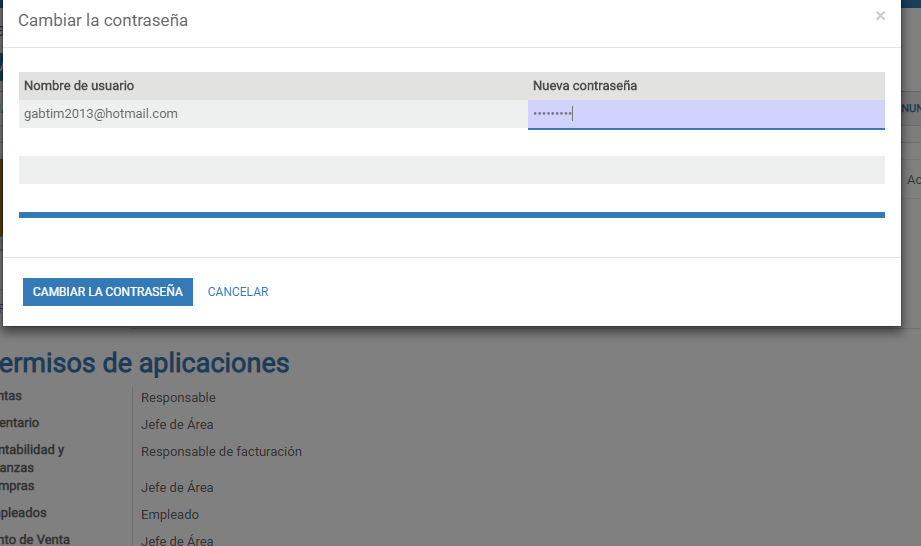 Cambiar la contraseña ×
Nombre de usuario Nueva contraseña
gabtim2013@hotmail.com •••••••••
CAMBIAR LA CONTRASEÑA CANCELAR
ermisos de aplicaciones
ntas Responsable
entario Jefe de Área
ntabilidad y Responsable de facturación
anzas
mpras Jefe de Área
pleados Empleado
nto de Venta Jefe de Área